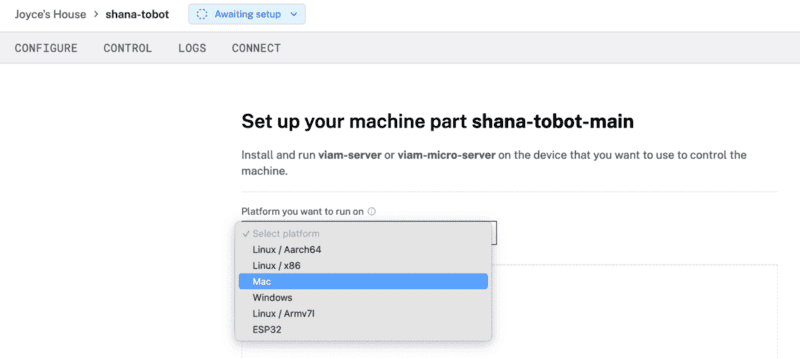 Joyce's House > shana-tobot Awaiting setup
CONFIGURE CONTROL LOGS CONNECT
Set up your machine part shana-tobot-main
Install and run viam-server or viam-micro-server on the device that you want to use to control the
machine.
Platform you want to run on
Select platform
Linux / Aarch64
Linux / x86
Mac
Windows
Linux / Armv7l
ESP32